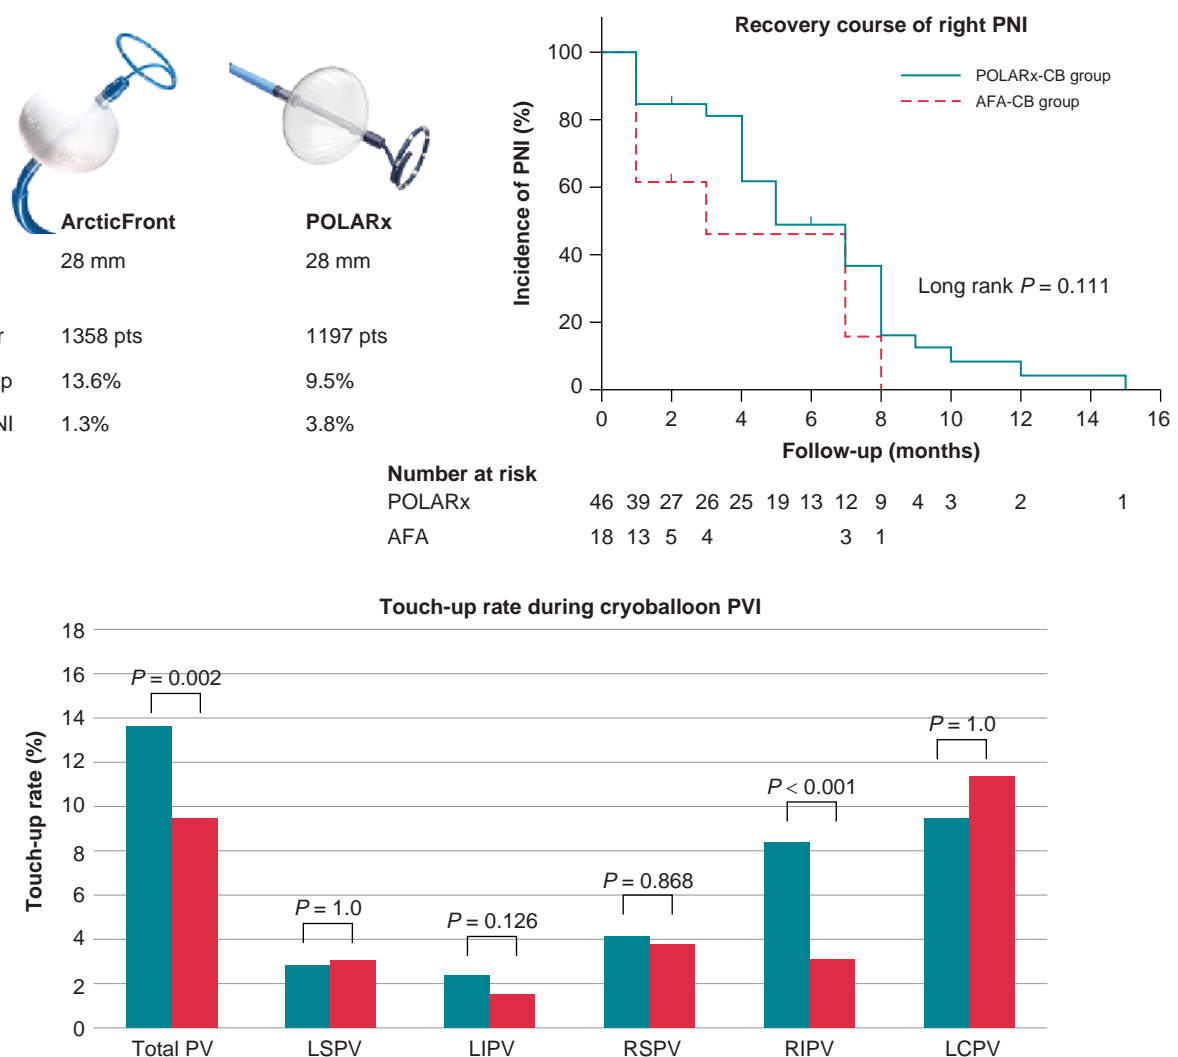 ArcticFront POLARx
28 mm 28 mm
r 1358 pts 1197 pts
p 13.6% 9.5%
NI 1.3% 3.8%
Recovery course of right PNI
POLARx-CB group
AFA-CB group
Incidence of PNI (%)
100
80
60
40
20
0
Long rank P = 0.111
0 2 4 6 8 10 12 14 16
Follow-up (months)
Number at risk
POLARx 46 39 27 26 25 19 13 12 9 4 3 2 1
AFA 18 13 5 4 3 1
Touch-up rate during cryoballoon PVI
Touch-up rate (%)
18
16
14
12
10
8
6
4
2
0
P = 0.002
P = 1.0
P = 0.126
P = 0.868
P < 0.001
P = 1.0
Total PV LSPV LIPV RSPV RIPV LCPV